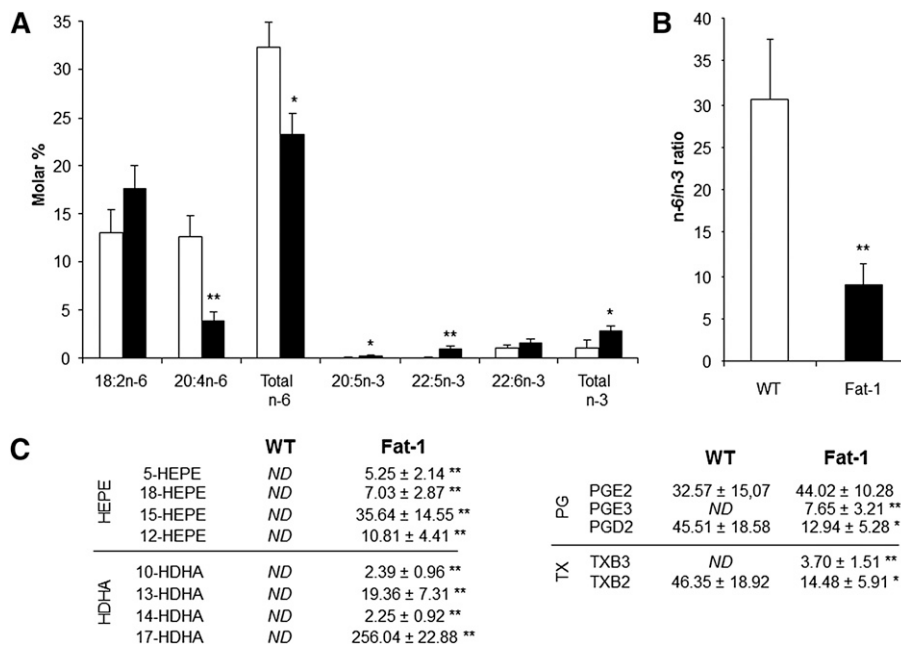 A
Molar %
35
30
25
20
15
10
5
0
*
**
*
**
*
18:2n-6 20:4n-6 Total n-6 20:5n-3 22:5n-3 22:6n-3 Total n-3
B
n-6/n-3 ratio
40
35
30
25
20
15
10
5
0
**
WT Fat-1
C
WT Fat-1
HEPE
5-HEPE ND 5.25 ± 2.14 **
18-HEPE ND 7.03 ± 2.87 **
15-HEPE ND 35.64 ± 14.55 **
12-HEPE ND 10.81 ± 4.41 **
HDHA
10-HDHA ND 2.39 ± 0.96 **
13-HDHA ND 19.36 ± 7.31 **
14-HDHA ND 2.25 ± 0.92 **
17-HDHA ND 256.04 ± 22.88 **
WT Fat-1
PG
PGE2 32.57 ± 15,07 44.02 ± 10.28
PGE3 ND 7.65 ± 3.21 **
PGD2 45.51 ± 18.58 12.94 ± 5.28 *
TX
TXB3 ND 3.70 ± 1.51 **
TXB2 46.35 ± 18.92 14.48 ± 5.91 *